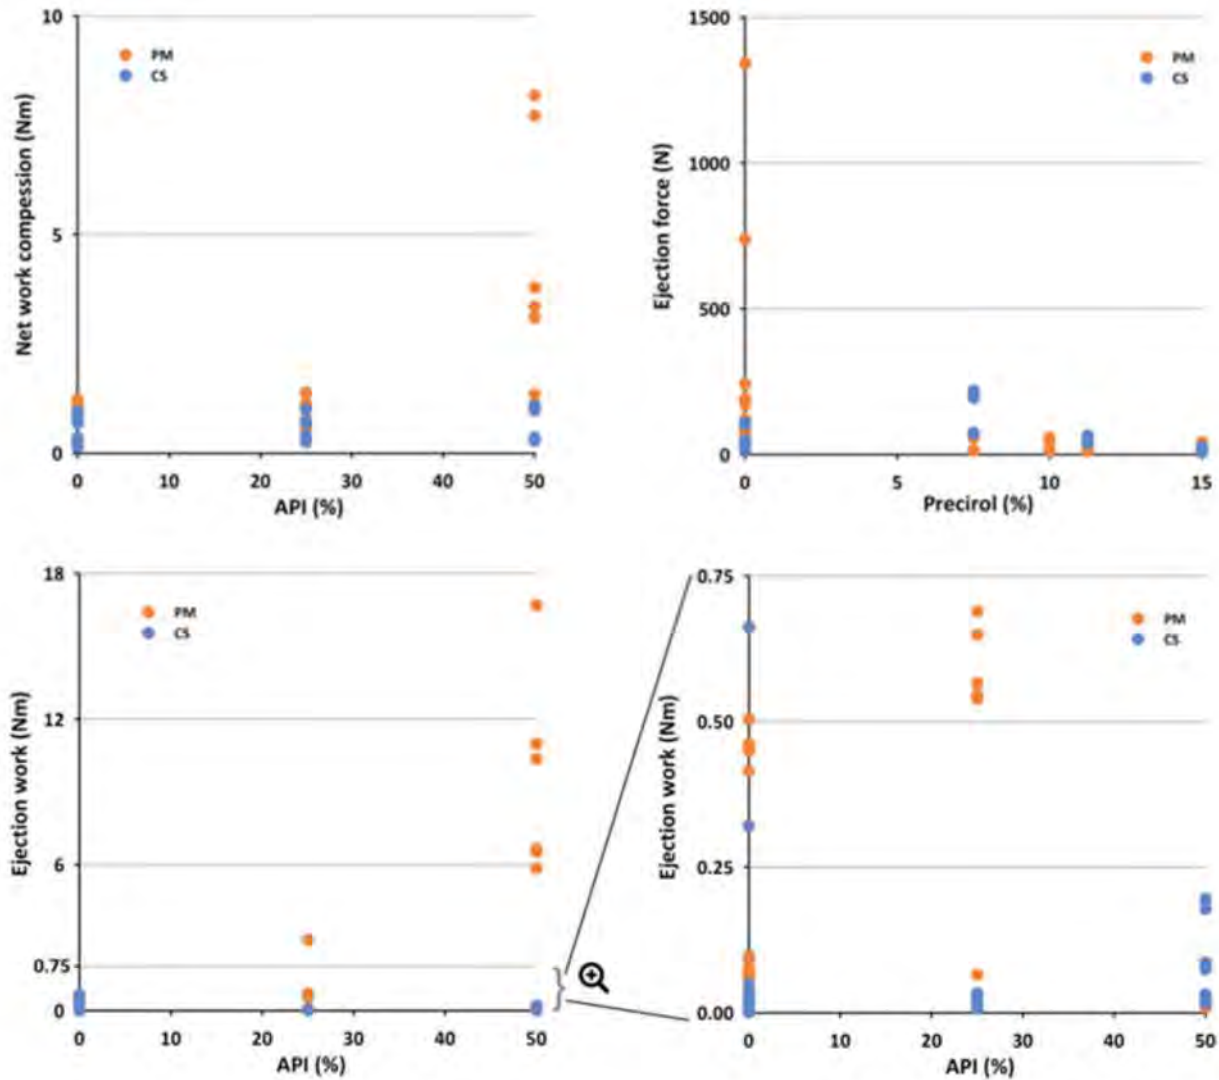 10
5
0
Net work compession (Nm)
PM
CS
0 10 20 30 40 50
API (%)
1500
1000
500
0
Ejection force (N)
PM
CS
0 5 10 15
Precirol (%)
18
12
6
0.75
0
Ejection work (Nm)
PM
CS
0 10 20 30 40 50
API (%)
0.75
0.50
0.25
0.00
Ejection work (Nm)
PM
CS
0 10 20 30 40 50
API (%)